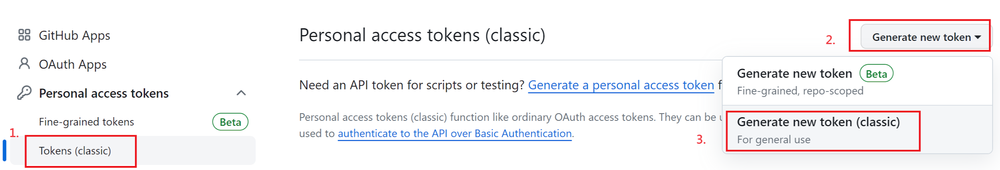 GitHub Apps
OAuth Apps
Personal access tokens
Fine-grained tokens Beta
1.
Tokens (classic)
Personal access tokens (classic)
2.
Generate new token
Need an API token for scripts or testing? Generate a personal access token f
Personal access tokens (classic) function like ordinary OAuth access tokens. They can be u
used to authenticate to the API over Basic Authentication.
Generate new token Beta
Fine-grained, repo-scoped
3.
Generate new token (classic)
For general use